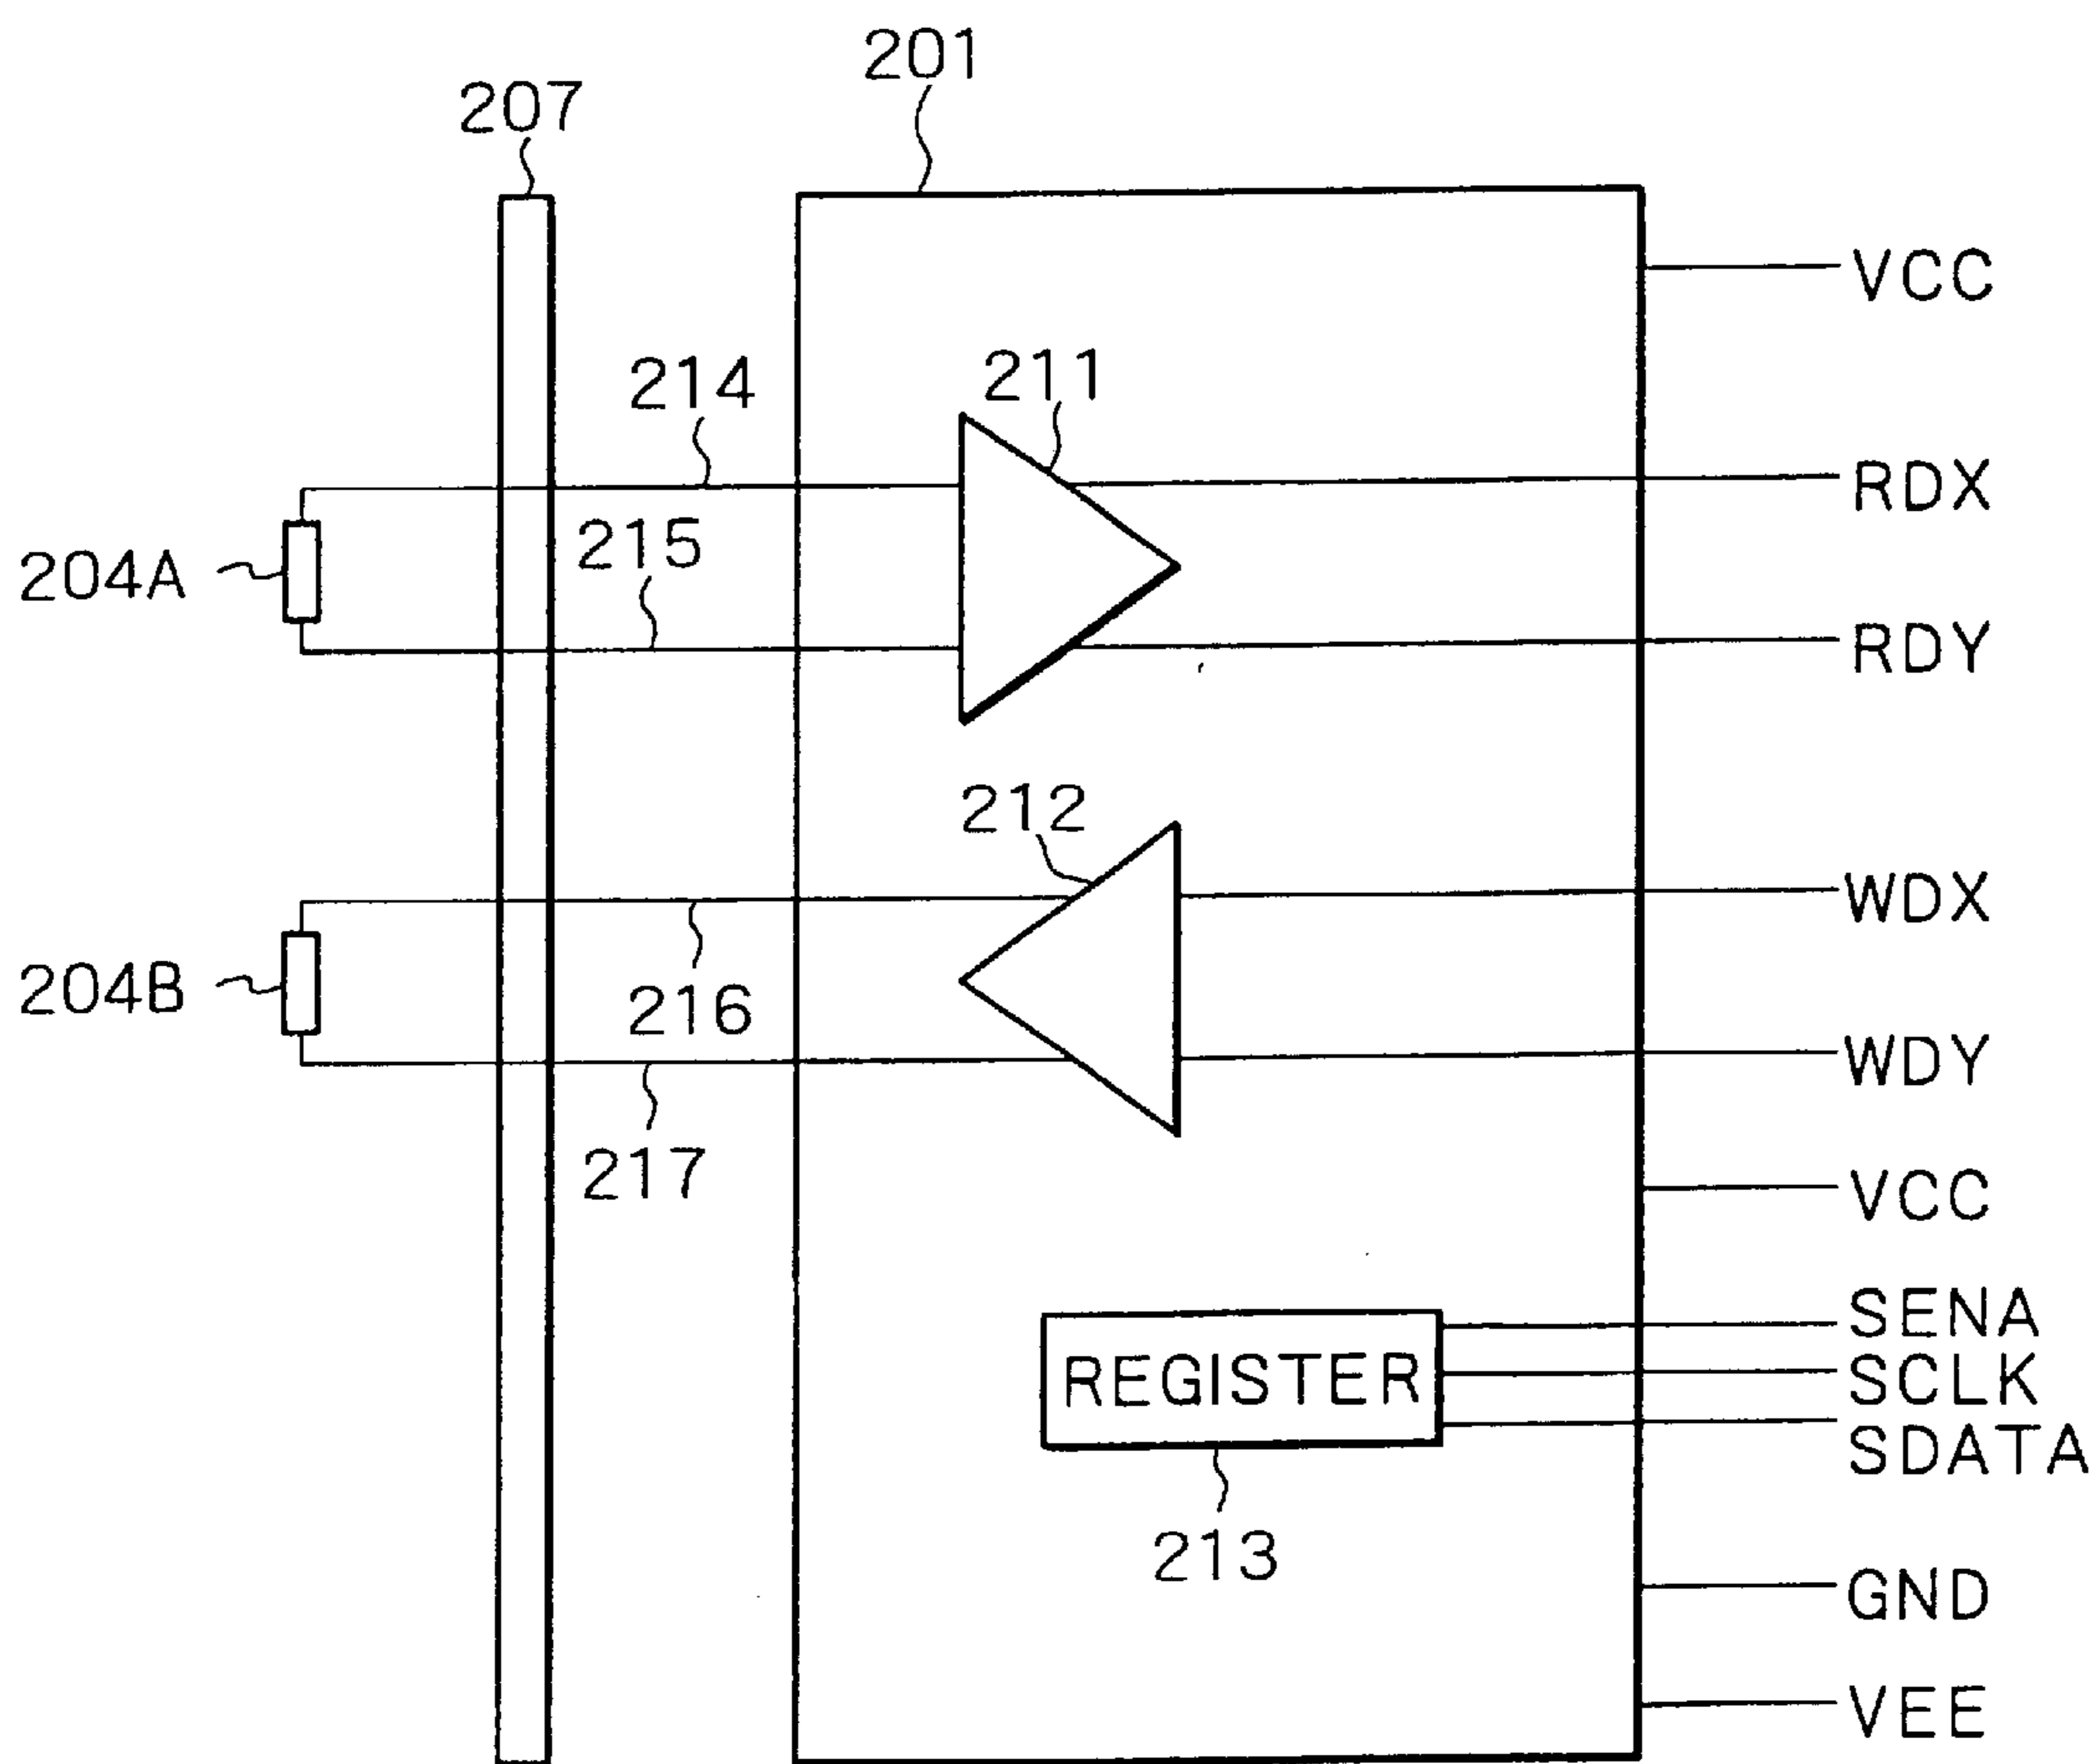 201
207
VCC
214
211
RDX
215
204A
RDY
212
WDX
204B
216
WDY
217
VCC
SENA
REGISTER
SCLK
SDATA
213
GND
VEE